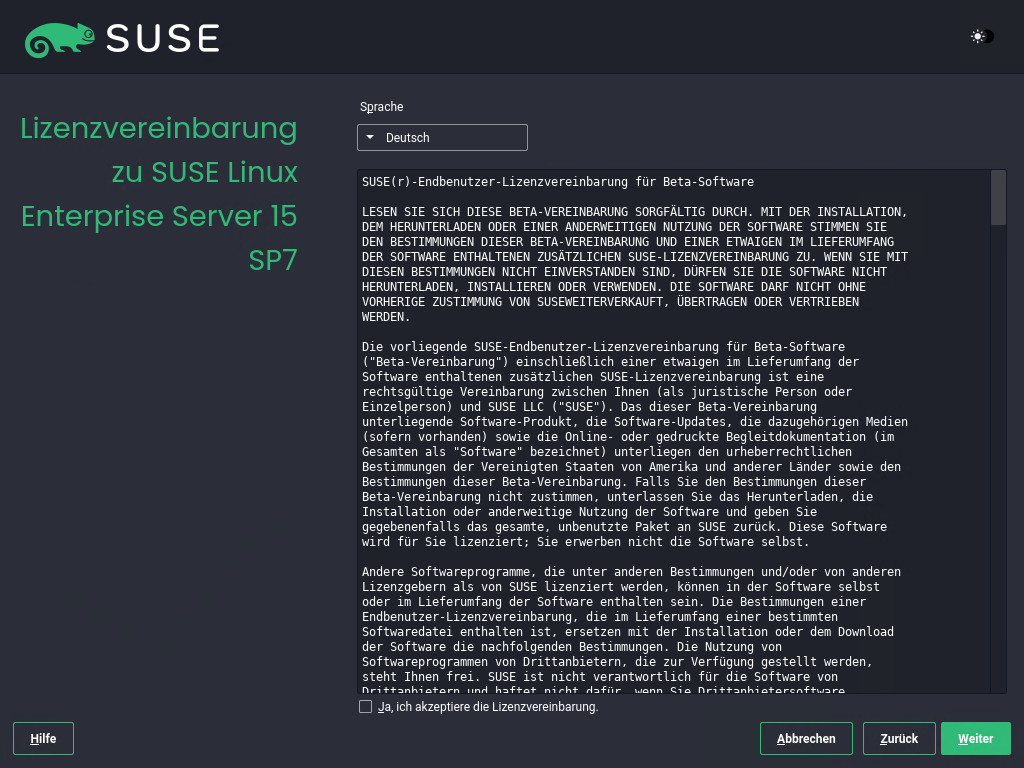 SUSE
Lizenzvereinbarung
zu SUSE Linux
Enterprise Server 15
SP7
Sprache
Deutsch
SUSE(r)-Endbenutzer-Lizenzvereinbarung für Beta-Software
LESEN SIE SICH DIESE BETA-VEREINBARUNG SORGFÄLTIG DURCH. MIT DER INSTALLATION,
DEM HERUNTERLADEN ODER EINER ANDERWEITIGEN NUTZUNG DER SOFTWARE STIMMEN SIE
DEN BESTIMMUNGEN DIESER BETA-VEREINBARUNG UND EINER ETWAIGEN IM LIEFERUMFANG
DER SOFTWARE ENTHALTENEN ZUSÄTZLICHEN SUSE-LIZENZVEREINBARUNG ZU. WENN SIE MIT
DIESEN BESTIMMUNGEN NICHT EINVERSTANDEN SIND, DÜRFEN SIE DIE SOFTWARE NICHT
HERUNTERLADEN, INSTALLIEREN ODER VERWENDEN. DIE SOFTWARE DARF NICHT OHNE
VORHERIGE ZUSTIMMUNG VON SUSEWEITERVERKAUFT, ÜBERTRAGEN ODER VERTRIEBEN
WERDEN.
Die vorliegende SUSE-Endbenutzer-Lizenzvereinbarung für Beta-Software
("Beta-Vereinbarung") einschließlich einer etwaigen im Lieferumfang der
Software enthaltenen zusätzlichen SUSE-Lizenzvereinbarung ist eine
rechtsgültige Vereinbarung zwischen Ihnen (als juristische Person oder
Einzelperson) und SUSE LLC ("SUSE"). Das dieser Beta-Vereinbarung
unterliegende Software-Produkt, die Software-Updates, die dazugehörigen Medien
(sofern vorhanden) sowie die Online- oder gedruckte Begleitdokumentation (im
Gesamten als "Software" bezeichnet) unterliegen den urheberrechtlichen
Bestimmungen der Vereinigten Staaten von Amerika und anderer Länder sowie den
Bestimmungen dieser Beta-Vereinbarung. Falls Sie den Bestimmungen dieser
Beta-Vereinbarung nicht zustimmen, unterlassen Sie das Herunterladen, die
Installation oder anderweitige Nutzung der Software und geben Sie
gegebenenfalls das gesamte, unbenutzte Paket an SUSE zurück. Diese Software
wird für Sie lizenziert; Sie erwerben nicht die Software selbst.
Andere Softwareprogramme, die unter anderen Bestimmungen und/oder von anderen
Lizenzgebern als von SUSE lizenziert werden, können in der Software selbst
oder im Lieferumfang der Software enthalten sein. Die Bestimmungen einer
Endbenutzer-Lizenzvereinbarung, die im Lieferumfang einer bestimmten
Softwaredatei enthalten ist, ersetzen mit der Installation oder dem Download
der Software die nachfolgenden Bestimmungen. Die Nutzung von
Softwareprogrammen von Drittanbietern, die zur Verfügung gestellt werden,
steht Ihnen frei. SUSE ist nicht verantwortlich für die Software von
Drittanbietern und haftet nicht dafür, wenn Sie Drittanbietersoftware
Ja, ich akzeptiere die Lizenzvereinbarung.
Hilfe
Abbrechen
Zurück
Weiter